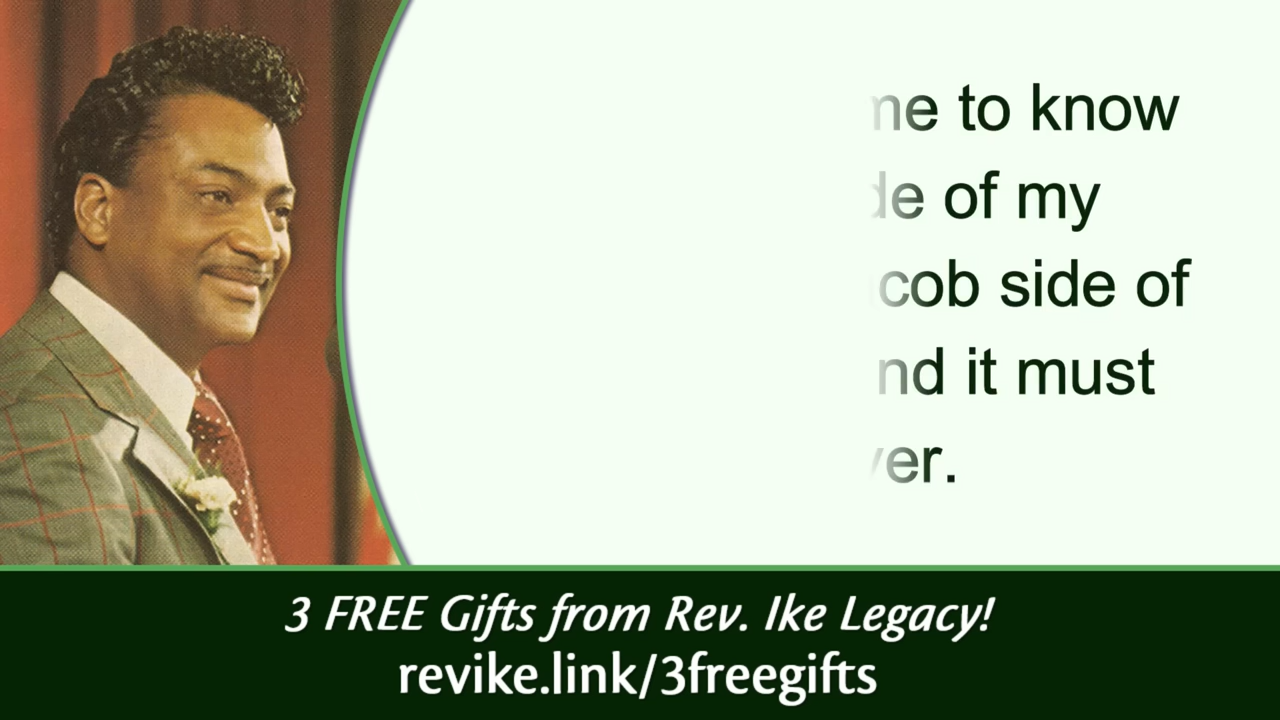 me to know
de of my
cob side of
nd it must
ver.
3 FREE Gifts from Rev. Ike Legacy!
revike.link/3freegifts